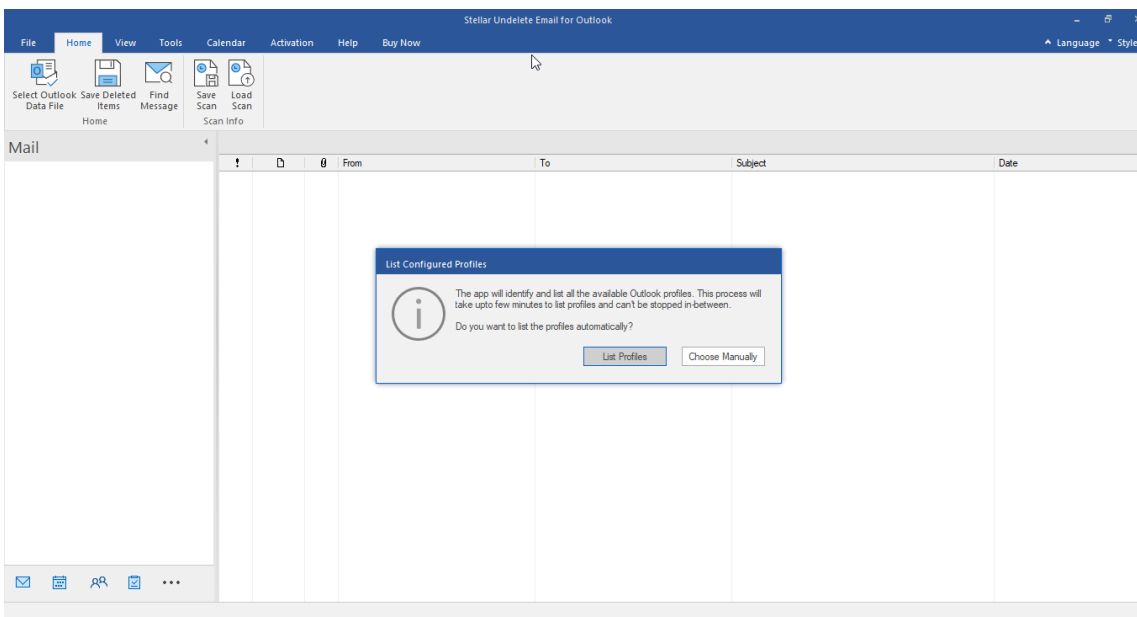 Stellar Undelete Email for Outlook
File Home View Tools Calendar Activation Help Buy Now
Language Style
Select Outlook Data File
Save Deleted Items
Find Message
Save Scan
Load Scan
Home
Scan Info
Mail
From To Subject Date
List Configured Profiles
The app will identify and list all the available Outlook profiles. This process will
take upto few minutes to list profiles and can't be stopped in-between.
Do you want to list the profiles automatically?
List Profiles
Choose Manually